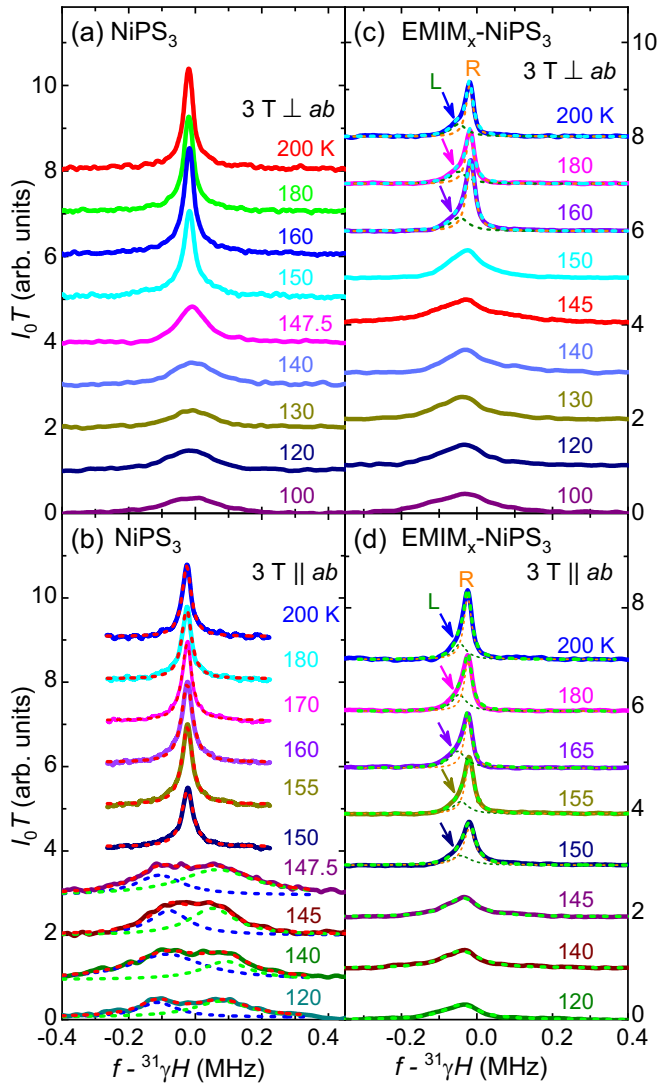 (a) NiPS₃
3 T ⊥ ab
200 K
180
160
150
147.5
140
130
120
100
10
8
6
4
2
0
I₀T (arb. units)
(c) EMIMₓ-NiPS₃
L
R
3 T ⊥ ab
200 K
180
160
150
145
140
130
120
100
10
8
6
4
2
0
(b) NiPS₃
3 T || ab
200 K
180
170
160
155
150
147.5
145
140
120
10
8
6
4
2
0
I₀T (arb. units)
-0.4 -0.2 0.0 0.2 0.4
f - ³¹γH (MHz)
(d) EMIMₓ-NiPS₃
3 T || ab
L
R
200 K
180
165
155
150
145
140
120
8
6
4
2
0
-0.2 0.0 0.2 0.4
f - ³¹γH (MHz)